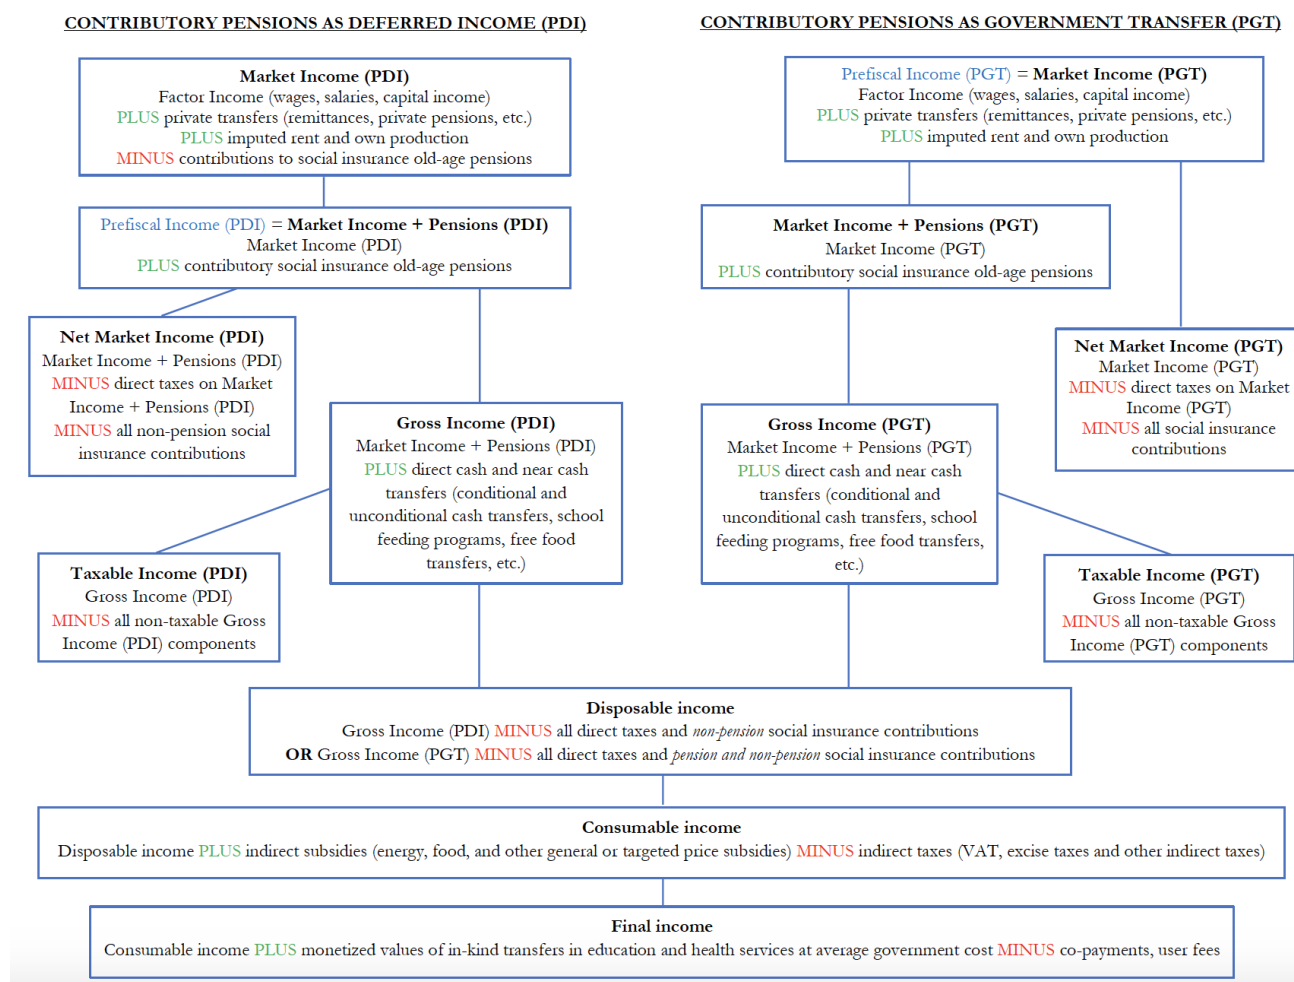 CONTRIBUTORY PENSIONS AS DEFERRED INCOME (PDI)
CONTRIBUTORY PENSIONS AS GOVERNMENT TRANSFER (PGT)
Market Income (PDI)
Factor Income (wages, salaries, capital income)
PLUS private transfers (remittances, private pensions, etc.)
PLUS imputed rent and own production
MINUS contributions to social insurance old-age pensions
Prefiscal Income (PGT) = Market Income (PGT)
Factor Income (wages, salaries, capital income)
PLUS private transfers (remittances, private pensions, etc.)
PLUS imputed rent and own production
Prefiscal Income (PDI) = Market Income + Pensions (PDI)
Market Income (PDI)
PLUS contributory social insurance old-age pensions
Market Income + Pensions (PGT)
Market Income (PGT)
PLUS contributory social insurance old-age pensions
Net Market Income (PDI)
Market Income + Pensions (PDI)
MINUS direct taxes on Market
Income + Pensions (PDI)
MINUS all non-pension social
insurance contributions
Net Market Income (PGT)
Market Income (PGT)
MINUS direct taxes on Market
Income (PGT)
MINUS all social insurance
contributions
Gross Income (PDI)
Market Income + Pensions (PDI)
PLUS direct cash and near cash
transfers (conditional and
unconditional cash transfers, school
feeding programs, free food
transfers, etc.)
Gross Income (PGT)
Market Income + Pensions (PGT)
PLUS direct cash and near cash
transfers (conditional and
unconditional cash transfers, school
feeding programs, free food transfers,
etc.)
Taxable Income (PDI)
Gross Income (PDI)
MINUS all non-taxable Gross
Income (PDI) components
Taxable Income (PGT)
Gross Income (PGT)
MINUS all non-taxable Gross
Income (PGT) components
Disposable income
Gross Income (PDI) MINUS all direct taxes and non-pension social insurance contributions
OR Gross Income (PGT) MINUS all direct taxes and pension and non-pension social insurance contributions
Consumable income
Disposable income PLUS indirect subsidies (energy, food, and other general or targeted price subsidies) MINUS indirect taxes (VAT, excise taxes and other indirect taxes)
Final income
Consumable income PLUS monetized values of in-kind transfers in education and health services at average government cost MINUS co-payments, user fees